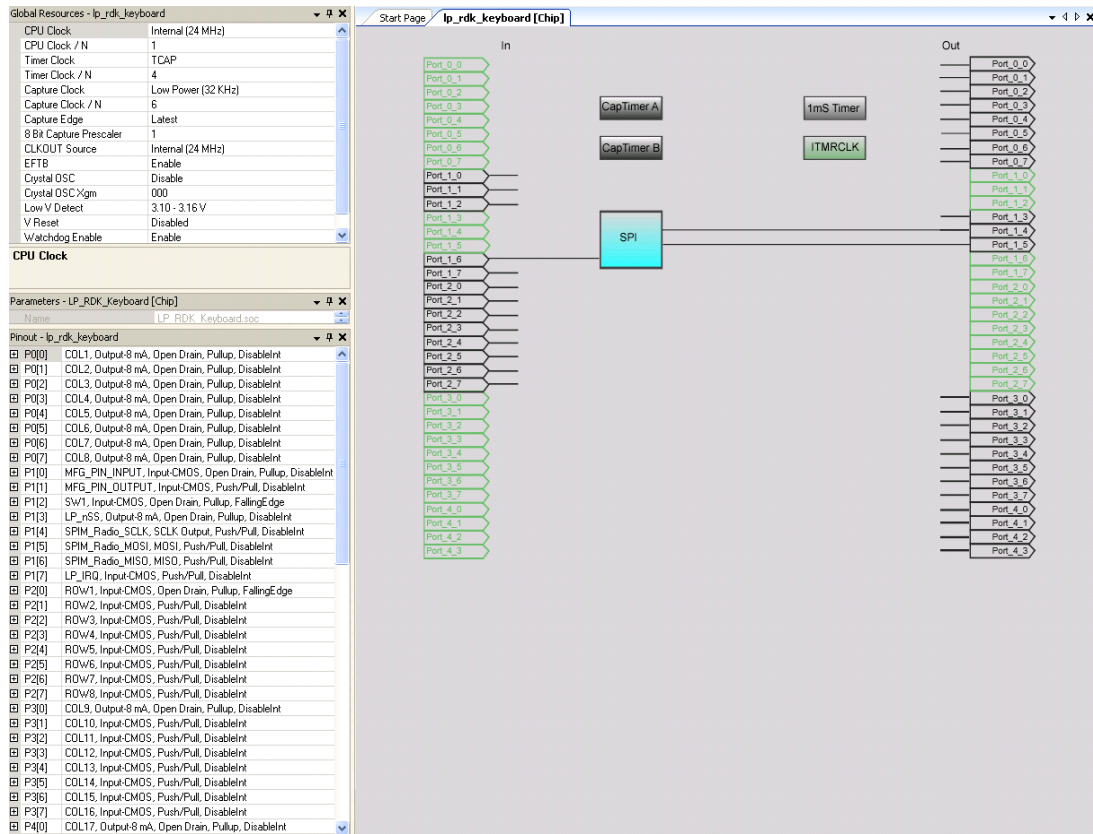 Global Resources - lp_rdk_keyboard
CPU Clock Internal (24 MHz)
CPU Clock / N 1
Timer Clock TCAP
Timer Clock / N 4
Capture Clock Low Power (32 KHz)
Capture Clock / N 6
Capture Edge Latest
8 Bit Capture Prescaler 1
CLKOUT Source Internal (24 MHz)
EFTB Enable
Crystal OSC Disable
Crystal OSC Xgm 000
Low V Detect 3.10 - 3.16 V
V Reset Disabled
Watchdog Enable Enable
CPU Clock
Parameters - LP_RDK_Keyboard [Chip]
Name LP_RDK_Keyboard.soc
Pinout - lp_rdk_keyboard
P0[0] COL1, Output-8 mA, Open Drain, Pullup, DisableInt
P0[1] COL2, Output-8 mA, Open Drain, Pullup, DisableInt
P0[2] COL3, Output-8 mA, Open Drain, Pullup, DisableInt
P0[3] COL4, Output-8 mA, Open Drain, Pullup, DisableInt
P0[4] COL5, Output-8 mA, Open Drain, Pullup, DisableInt
P0[5] COL6, Output-8 mA, Open Drain, Pullup, DisableInt
P0[6] COL7, Output-8 mA, Open Drain, Pullup, DisableInt
P0[7] COL8, Output-8 mA, Open Drain, Pullup, DisableInt
P1[0] MFG_PIN_INPUT, Input-CMOS, Open Drain, Pullup, DisableInt
P1[1] MFG_PIN_OUTPUT, Input-CMOS, Push/Pull, DisableInt
P1[2] SW1, Input-CMOS, Open Drain, Pullup, FallingEdge
P1[3] LP_nSS, Output-8 mA, Open Drain, Pullup, DisableInt
P1[4] SPIM_Radio_SCLK, SCLK Output, Push/Pull, DisableInt
P1[5] SPIM_Radio_MOSI, MOSI, Push/Pull, DisableInt
P1[6] SPIM_Radio_MISO, MISO, Push/Pull, DisableInt
P1[7] LP_IRQ, Input-CMOS, Push/Pull, DisableInt
P2[0] ROW1, Input-CMOS, Open Drain, Pullup, FallingEdge
P2[1] ROW2, Input-CMOS, Push/Pull, DisableInt
P2[2] ROW3, Input-CMOS, Push/Pull, DisableInt
P2[3] ROW4, Input-CMOS, Push/Pull, DisableInt
P2[4] ROW5, Input-CMOS, Push/Pull, DisableInt
P2[5] ROW6, Input-CMOS, Push/Pull, DisableInt
P2[6] ROW7, Input-CMOS, Push/Pull, DisableInt
P2[7] ROW8, Input-CMOS, Push/Pull, DisableInt
P3[0] COL9, Output-8 mA, Open Drain, Pullup, DisableInt
P3[1] COL10, Input-CMOS, Push/Pull, DisableInt
P3[2] COL11, Input-CMOS, Push/Pull, DisableInt
P3[3] COL12, Input-CMOS, Push/Pull, DisableInt
P3[4] COL13, Input-CMOS, Push/Pull, DisableInt
P3[5] COL14, Input-CMOS, Push/Pull, DisableInt
P3[6] COL15, Input-CMOS, Push/Pull, DisableInt
P3[7] COL16, Input-CMOS, Push/Pull, DisableInt
P4[0] COL17, Output-8 mA, Open Drain, Pullup, DisableInt
Start Page lp_rdk_keyboard [Chip]
In
Port_0_0
Port_0_1
Port_0_2
Port_0_3
Port_0_4
Port_0_5
Port_0_6
Port_0_7
Port_1_0
Port_1_1
Port_1_2
Port_1_3
Port_1_4
Port_1_5
Port_1_6
Port_1_7
Port_2_0
Port_2_1
Port_2_2
Port_2_3
Port_2_4
Port_2_5
Port_2_6
Port_2_7
Port_3_0
Port_3_1
Port_3_2
Port_3_3
Port_3_4
Port_3_5
Port_3_6
Port_3_7
Port_4_0
Port_4_1
Port_4_2
Port_4_3
CapTimer A
CapTimer B
SPI
1mS Timer
ITMRCLK
Out
Port_0_0
Port_0_1
Port_0_2
Port_0_3
Port_0_4
Port_0_5
Port_0_6
Port_0_7
Port_1_0
Port_1_1
Port_1_2
Port_1_3
Port_1_4
Port_1_5
Port_1_6
Port_1_7
Port_2_0
Port_2_1
Port_2_2
Port_2_3
Port_2_4
Port_2_5
Port_2_6
Port_2_7
Port_3_0
Port_3_1
Port_3_2
Port_3_3
Port_3_4
Port_3_5
Port_3_6
Port_3_7
Port_4_0
Port_4_1
Port_4_2
Port_4_3